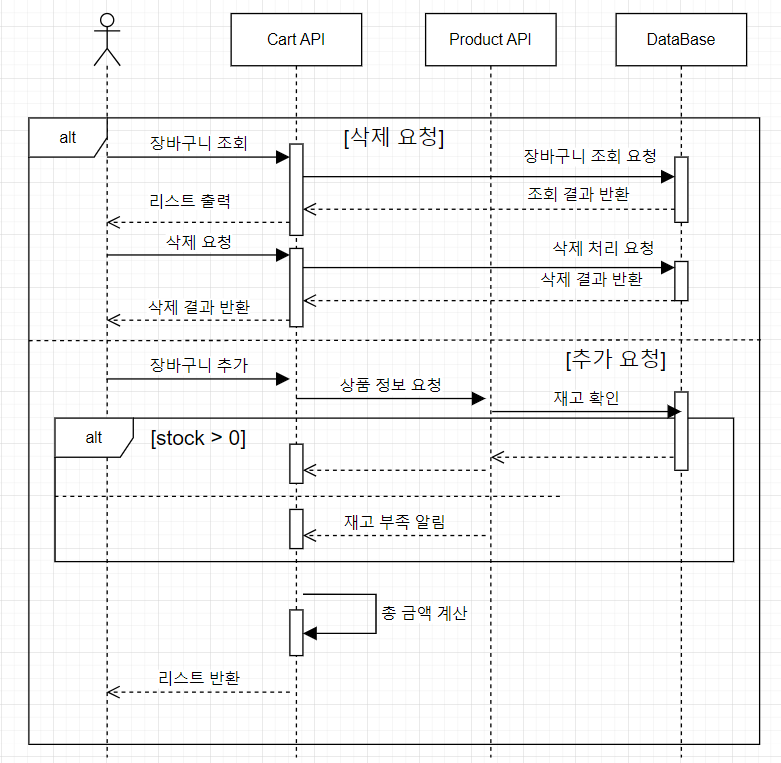 Cart API
Product API
DataBase
alt
[삭제 요청]
장바구니 조회
장바구니 조회 요청
조회 결과 반환
리스트 출력
삭제 요청
삭제 처리 요청
삭제 결과 반환
삭제 결과 반환
[추가 요청]
장바구니 추가
상품 정보 요청
재고 확인
alt
[stock > 0]
재고 부족 알림
총 금액 계산
리스트 반환